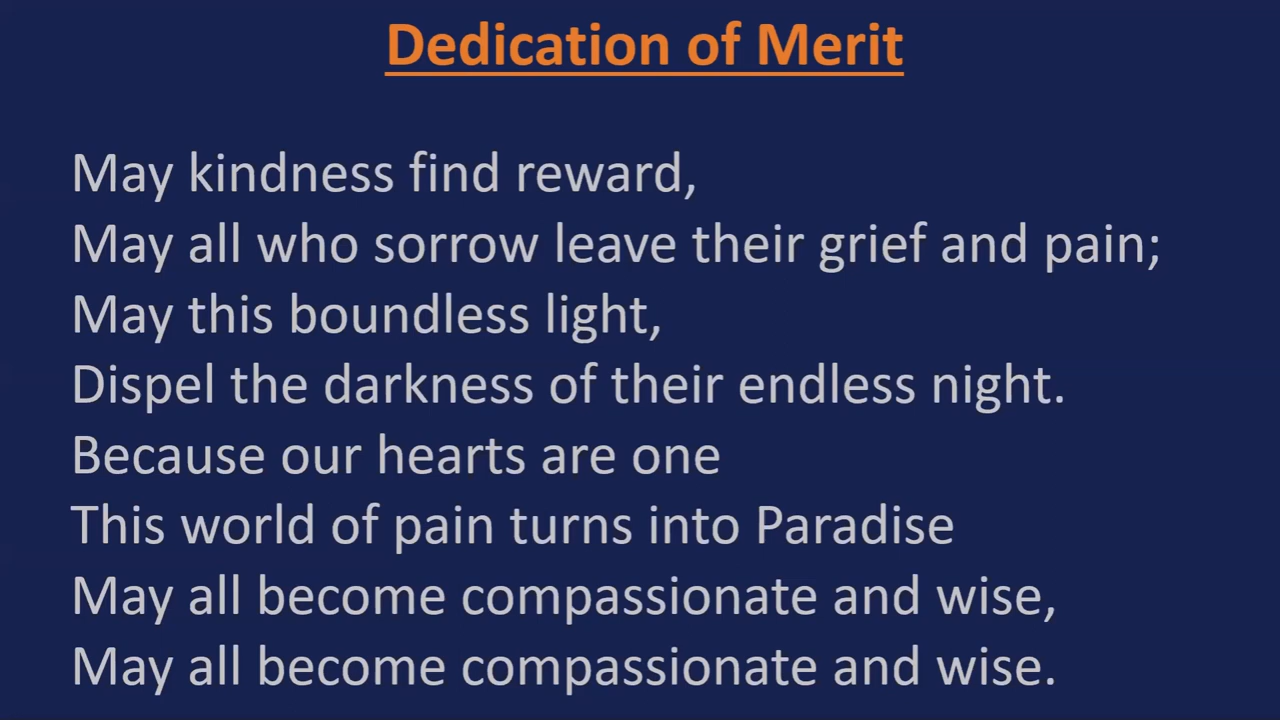 Dedication of Merit
May kindness find reward,
May all who sorrow leave their grief and pain;
May this boundless light,
Dispel the darkness of their endless night.
Because our hearts are one
This world of pain turns into Paradise
May all become compassionate and wise,
May all become compassionate and wise.